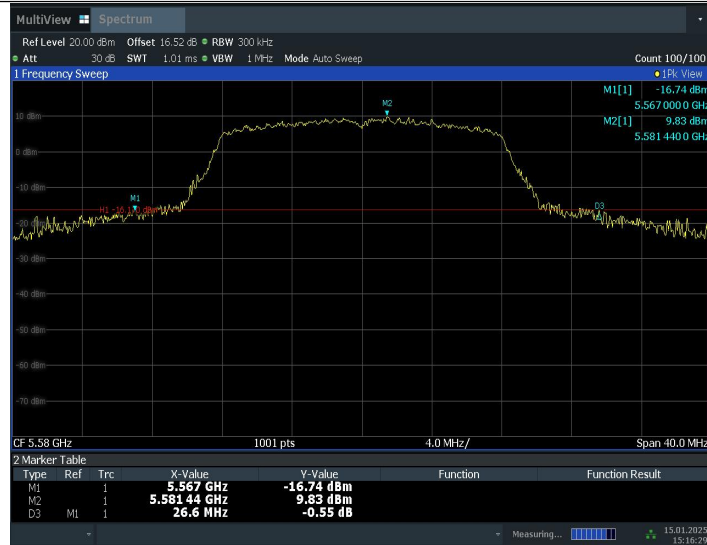 MultiView Spectrum
Ref Level 20.00 dBm Offset 16.52 dB RBW 300 kHz
Att 30 dB SWT 1.01 ms VBW 1 MHz Mode Auto Sweep Count 100/100
1 Frequency Sweep 1Pk View
M1[1] -16.74 dBm
5.567 000 0 GHz
M2[1] 9.83 dBm
5.581 440 0 GHz
M2
10 dBm
0 dBm
-10 dBm
M1
D3
-20 dBm
-30 dBm
-40 dBm
-50 dBm
-60 dBm
-70 dBm
CF 5.58 GHz 1001 pts 4.0 MHz/ Span 40.0 MHz
2 Marker Table
Type Ref Trc X-Value Y-Value Function Function Result
M1 1 5.567 GHz -16.74 dBm
M2 1 5.581 44 GHz 9.83 dBm
D3 M1 1 26.6 MHz -0.55 dB
Measuring... 15.01.2025
15:16:29